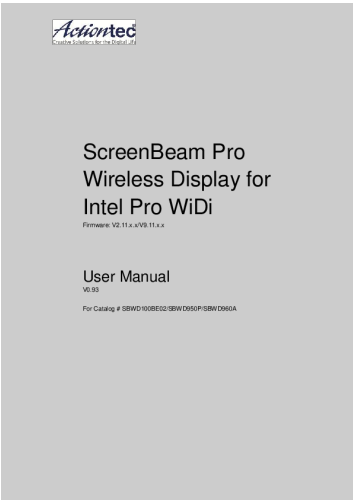 Actiontec
Creative Solutions for the Digital Life
ScreenBeam Pro
Wireless Display for
Intel Pro WiDi
Firmware: V2.11.x.x/V9.11.x.x
User Manual
V0.93
For Catalog # SBWD100BE02/SBWD950P/SBWD960A